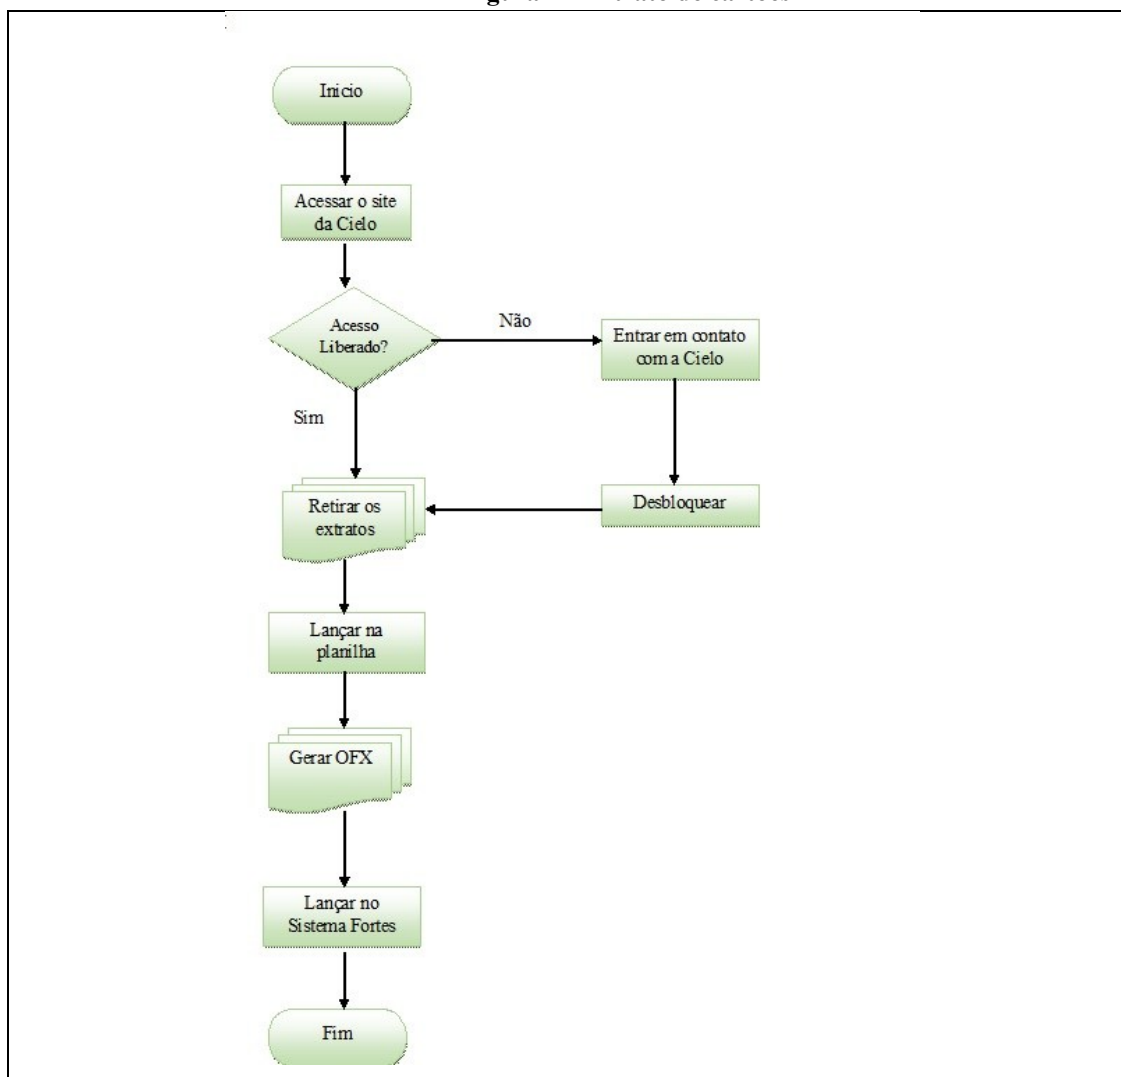 Inicio
Acessar o site
da Cielo
Acesso
Liberado?
Não
Entrar em contato
com a Cielo
Sim
Retirar os
extratos
Desbloquear
Lançar na
planilha
Gerar OFX
Lançar no
Sistema Fortes
Fim